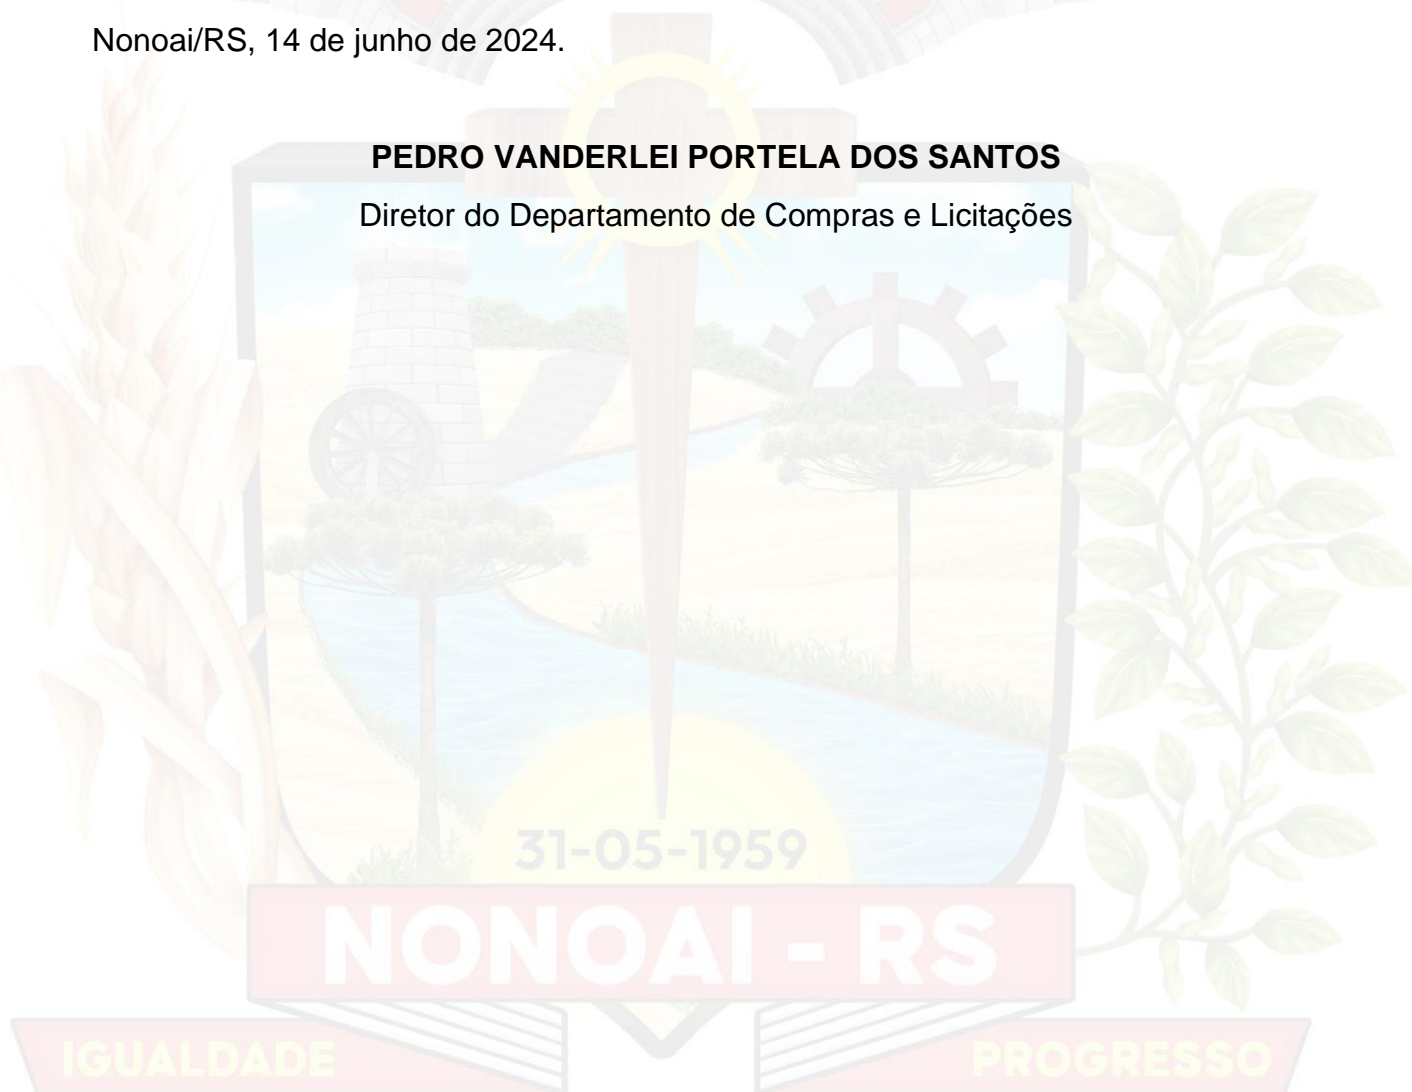 Nonoai/RS, 14 de junho de 2024.
PEDRO VANDERLEI PORTELA DOS SANTOS
Diretor do Departamento de Compras e Licitações
31-05-1959
NONOAI - RS
IGUALDADE
PROGRESSO